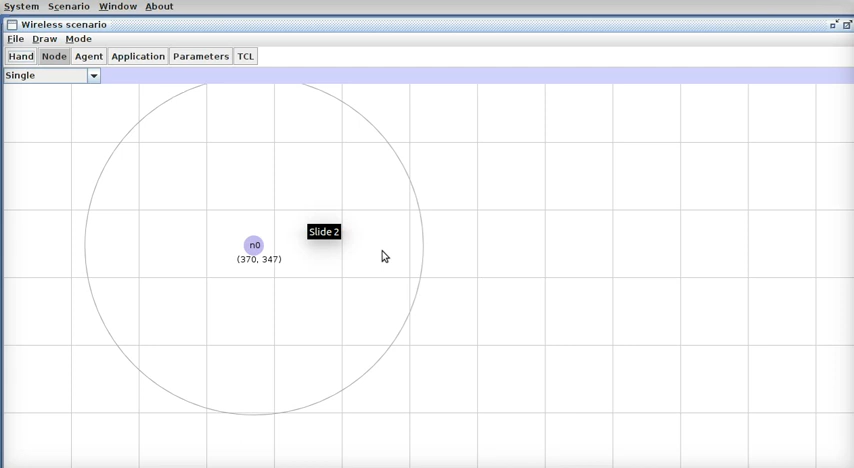 System Scenario Window About
Wireless scenario
File Draw Mode
Hand Node Agent Application Parameters TCL
Single
Slide 2
n0
(370, 347)